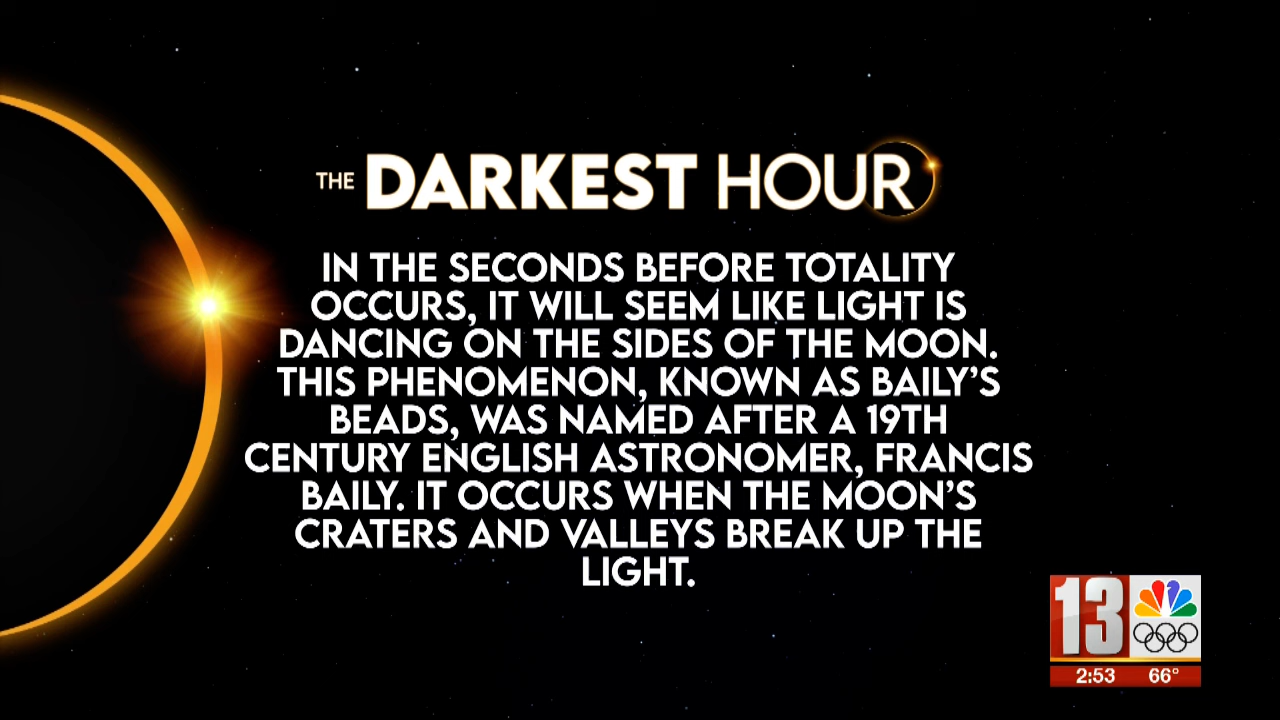 THE DARKEST HOUR
IN THE SECONDS BEFORE TOTALITY
OCCURS, IT WILL SEEM LIKE LIGHT IS
DANCING ON THE SIDES OF THE MOON.
THIS PHENOMENON, KNOWN AS BAILY'S
BEADS, WAS NAMED AFTER A 19TH
CENTURY ENGLISH ASTRONOMER, FRANCIS
BAILY. IT OCCURS WHEN THE MOON'S
CRATERS AND VALLEYS BREAK UP THE
LIGHT.
13
2:53 66°